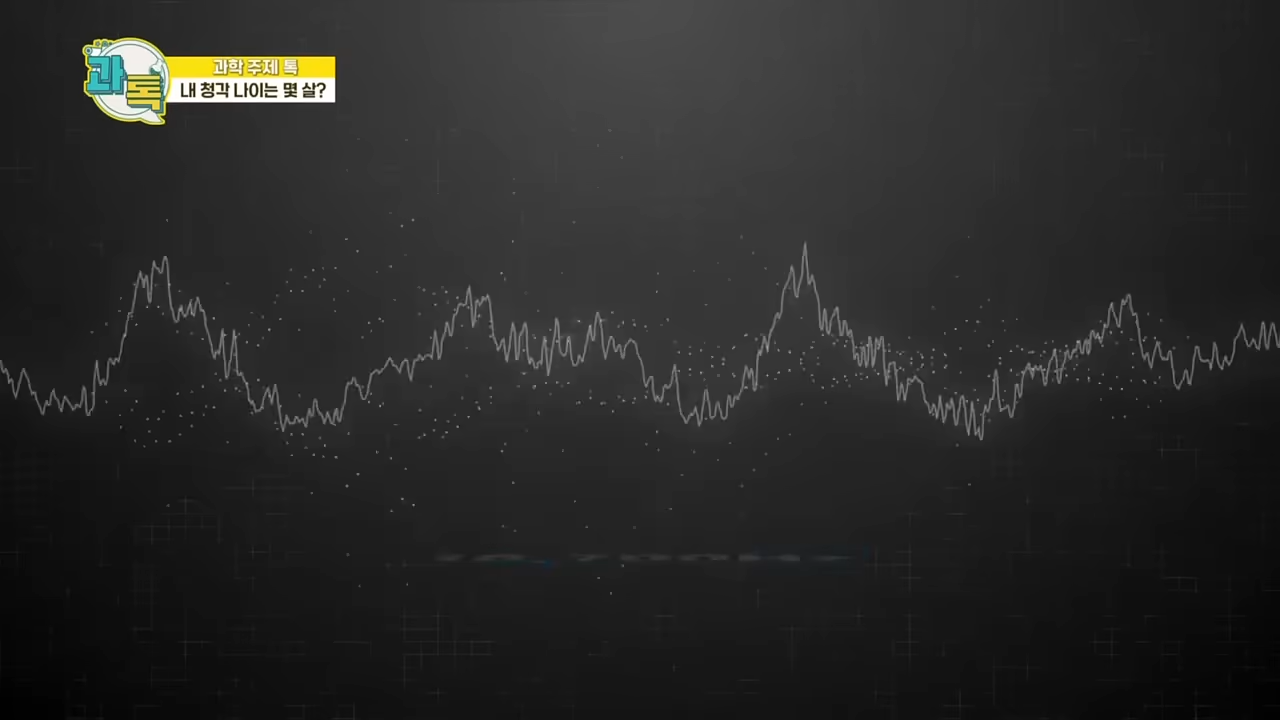 과톡
과학 주제 톡
내 청각 나이는 몇 살?